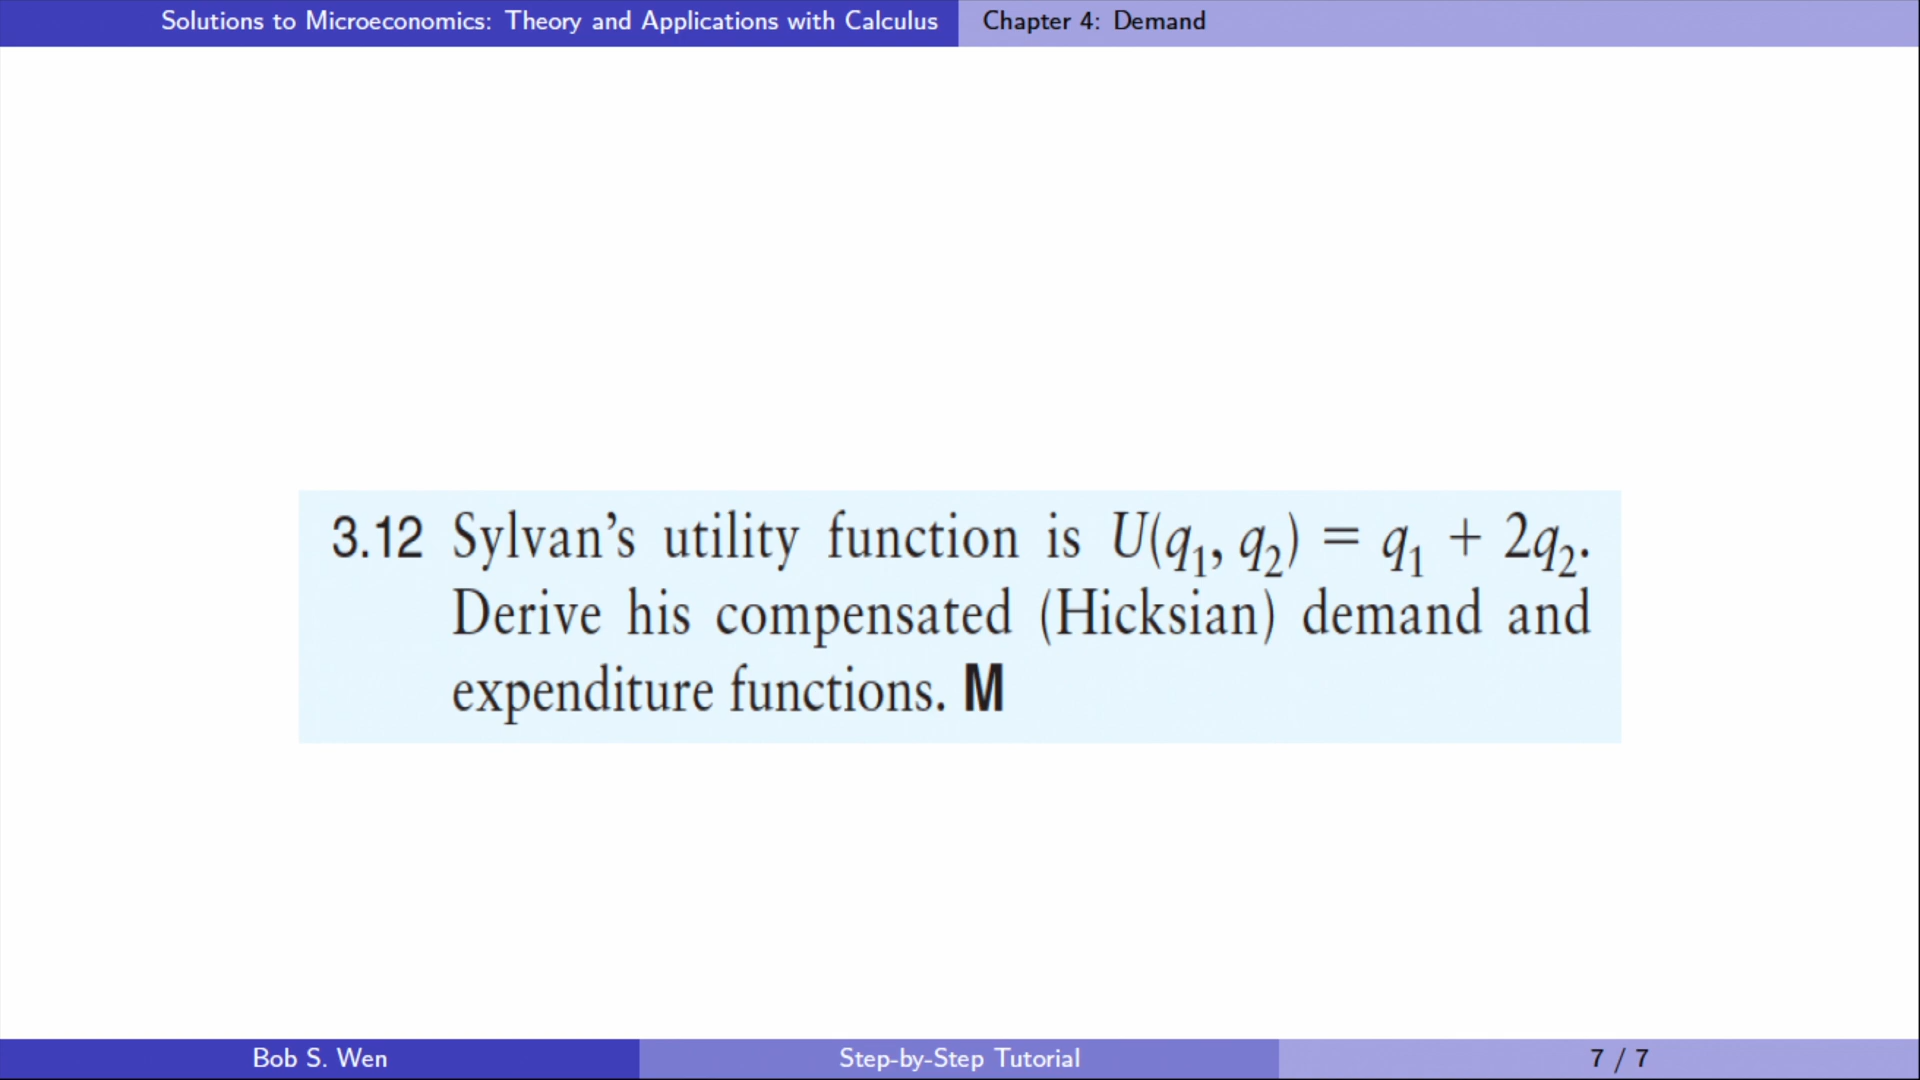 Solutions to Microeconomics: Theory and Applications with Calculus Chapter 4: Demand
3.12 Sylvan’s utility function is U(q₁, q₂) = q₁ + 2q₂.
Derive his compensated (Hicksian) demand and
expenditure functions. M
Bob S. Wen Step-by-Step Tutorial 7 / 7